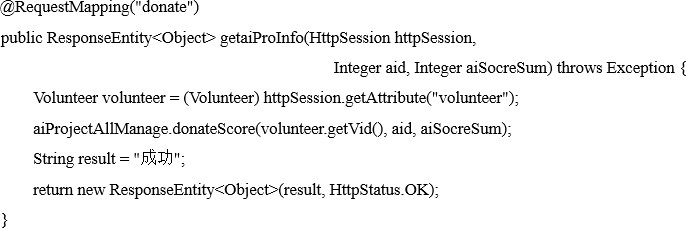 @RequestMapping("donate")
public ResponseEntity<Object> getaiProInfo(HttpSession httpSession,
Integer aid, Integer aiSocreSum) throws Exception {
Volunteer volunteer = (Volunteer) httpSession.getAttribute("volunteer");
aiProjectAllManage.donateScore(volunteer.getVid(), aid, aiSocreSum);
String result = "成功";
return new ResponseEntity<Object>(result, HttpStatus.OK);
}